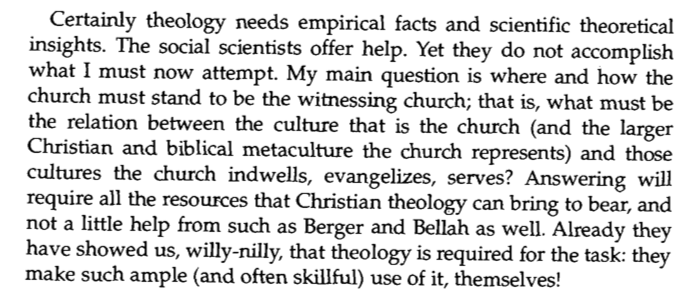 Certainly theology needs empirical facts and scientific theoretical
insights. The social scientists offer help. Yet they do not accomplish
what I must now attempt. My main question is where and how the
church must stand to be the witnessing church; that is, what must be
the relation between the culture that is the church (and the larger
Christian and biblical metaculture the church represents) and those
cultures the church indwells, evangelizes, serves? Answering will
require all the resources that Christian theology can bring to bear, and
not a little help from such as Berger and Bellah as well. Already they
have showed us, willy-nilly, that theology is required for the task: they
make such ample (and often skillful) use of it, themselves!